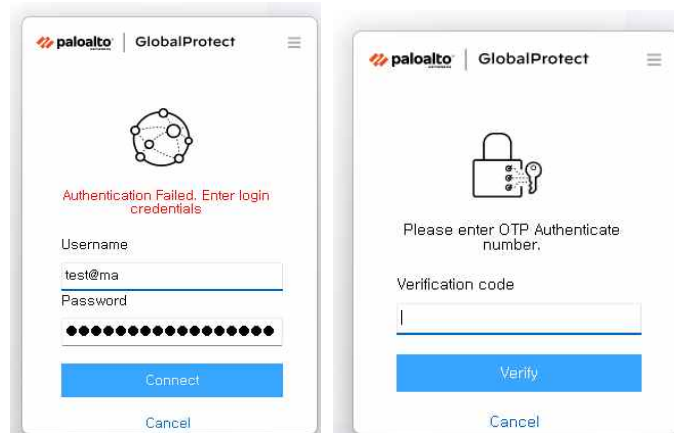 paloalto
GlobalProtect
Authentication Failed. Enter login
credentials
Username
test@ma
Password
Connect
Cancel
paloalto
GlobalProtect
Please enter OTP Authenticate
number.
Verification code
Verify
Cancel